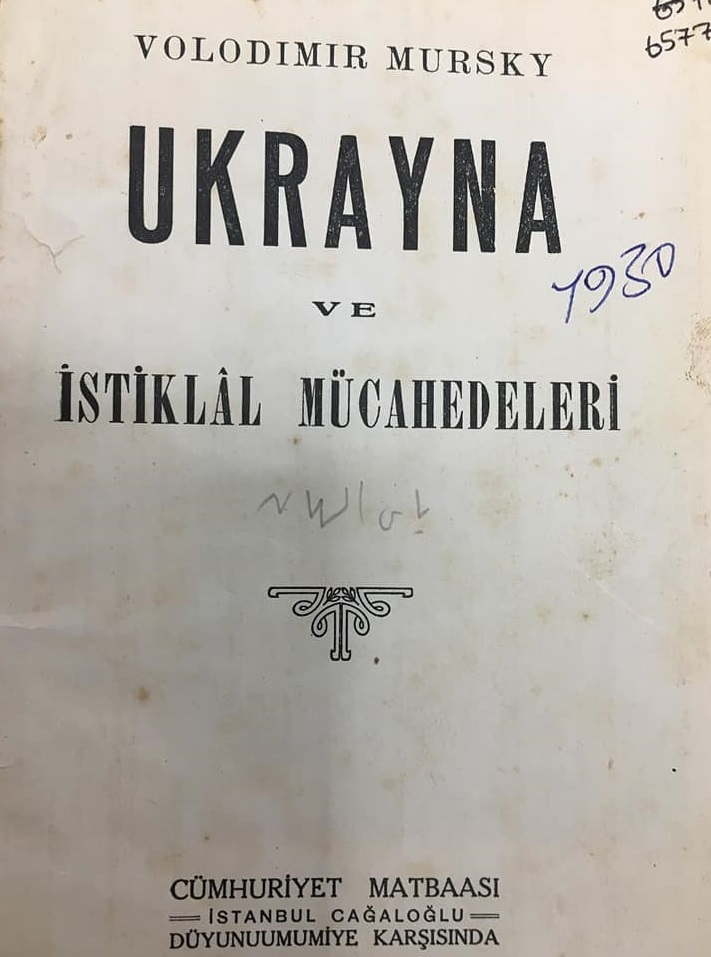 6577
VOLODIMIR MURSKY
UKRAYNA
1930
VE
İSTİKLÂL MÜCAHEDELERİ
CÜMHURİYET MATBAASI
İSTANBUL CAĞALOĞLU
DÜYUNUUMUMİYE KARŞISINDA